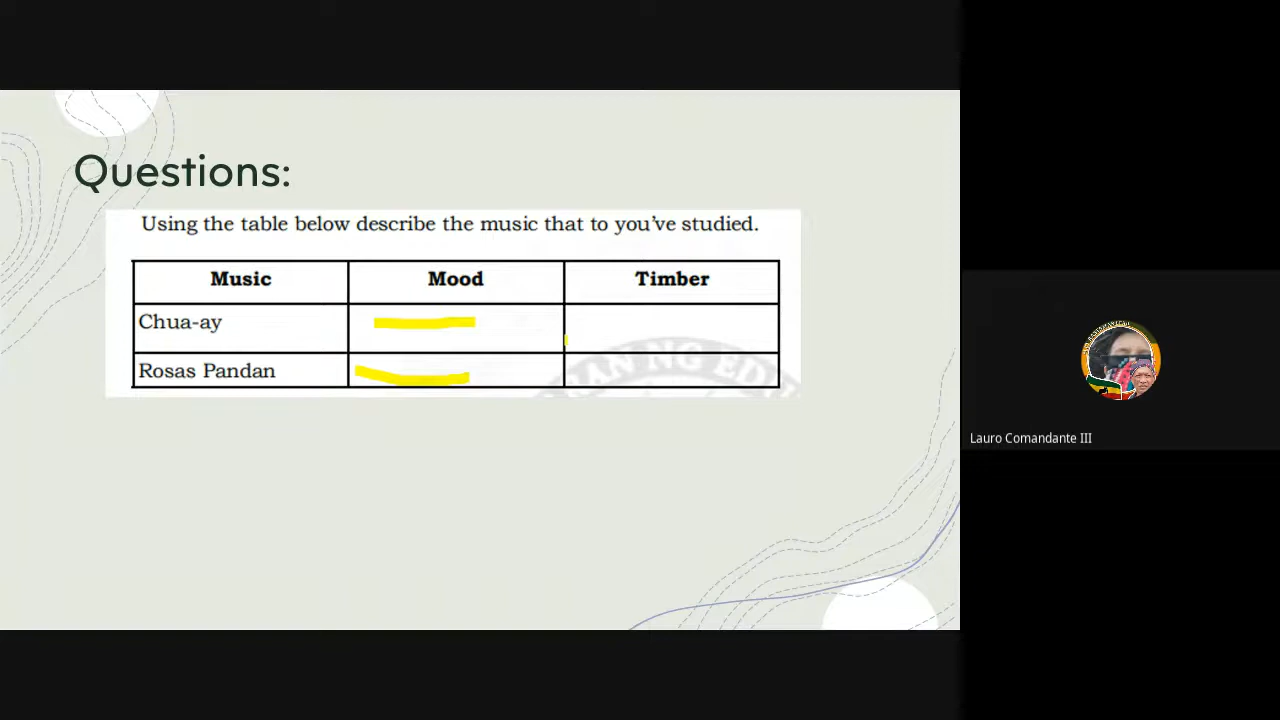 Questions:
Using the table below describe the music that to you've studied.
Music Mood Timber
Chua-ay
Rosas Pandan
Lauro Comandante III